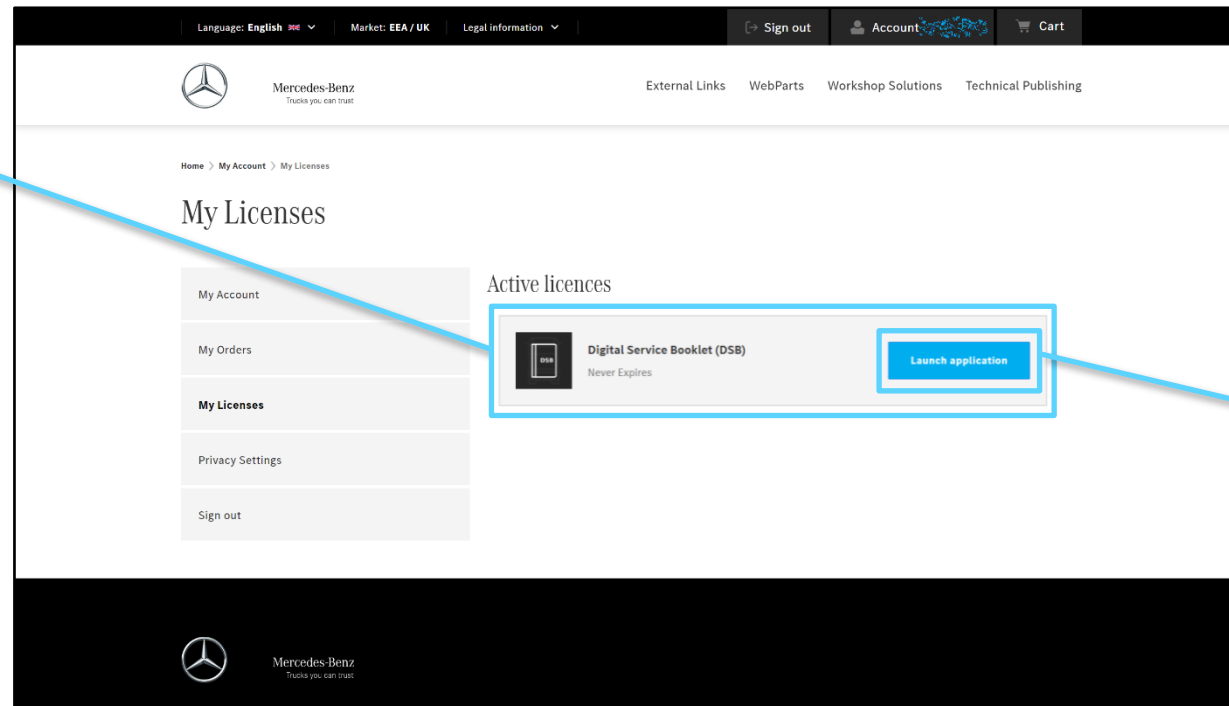 Language: English
Market: EEA / UK
Legal information
Sign out
Account
Cart
Mercedes-Benz
Trucks you can trust
External Links
WebParts
Workshop Solutions
Technical Publishing
Home > My Account > My Licenses
My Licenses
My Account
My Orders
My Licenses
Privacy Settings
Sign out
Active licences
DSB
Digital Service Booklet (DSB)
Never Expires
Launch application
Mercedes-Benz
Trucks you can trust